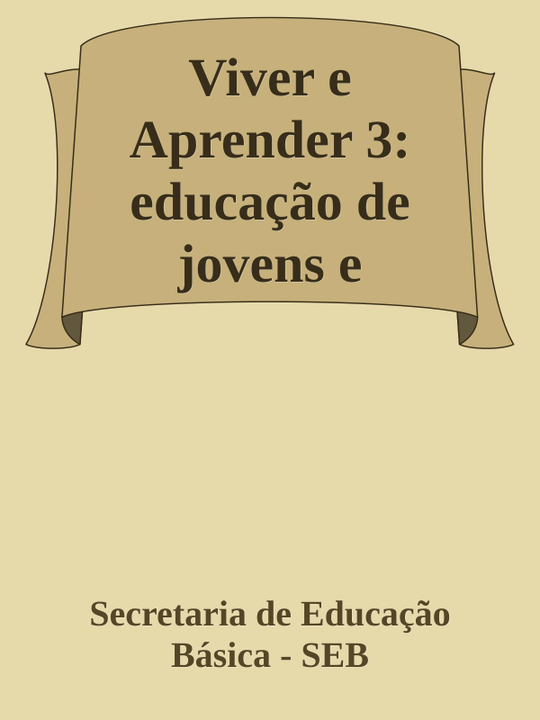 Viver e
Aprender 3:
educação de
jovens e
Secretaria de Educação
Básica - SEB